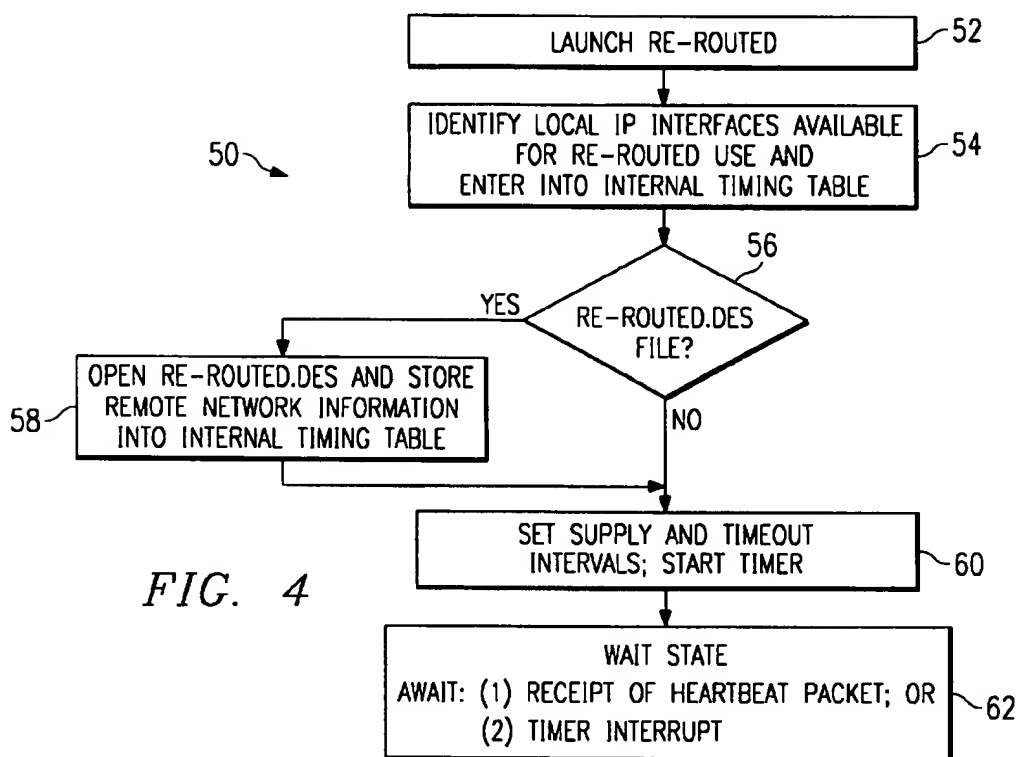 LAUNCH RE-ROUTED
52
IDENTIFY LOCAL IP INTERFACES AVAILABLE
FOR RE-ROUTED USE AND
ENTER INTO INTERNAL TIMING TABLE
54
50
56
RE-ROUTED.DES
FILE?
YES
NO
OPEN RE-ROUTED.DES AND STORE
REMOTE NETWORK INFORMATION
INTO INTERNAL TIMING TABLE
58
SET SUPPLY AND TIMEOUT
INTERVALS; START TIMER
60
FIG. 4
WAIT STATE
AWAIT: (1) RECEIPT OF HEARTBEAT PACKET; OR
(2) TIMER INTERRUPT
62